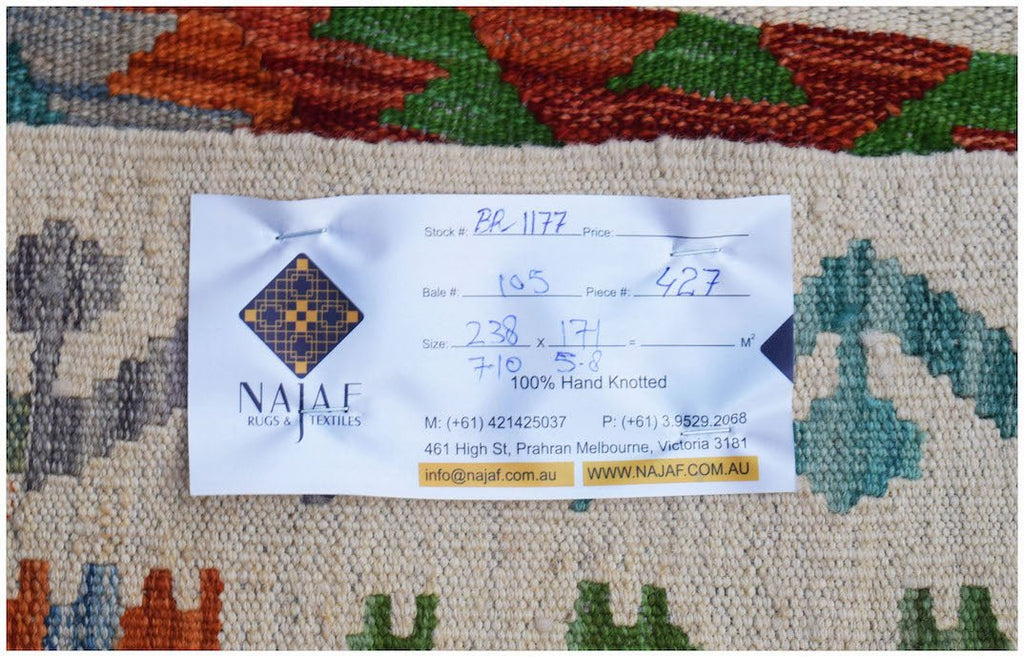 Stock #: BR-1177 Price:
Bale #: 105 Piece #: 427
Size: 238 x 171 = M²
7-10 5-8
100% Hand Knotted
NAJAF
RUGS & TEXTILES
M: (+61) 421425037 P: (+61) 3.9529.2068
461 High St, Prahran Melbourne, Victoria 3181
info@najaf.com.au WWW.NAJAF.COM.AU